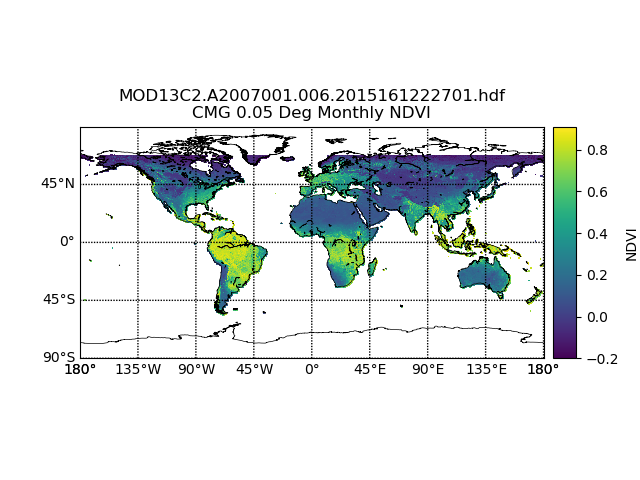 MOD13C2.A2007001.006.2015161222701.hdf
CMG 0.05 Deg Monthly NDVI
45°N
0°
45°S
90°S
180° 135°W 90°W 45°W 0° 45°E 90°E 135°E 180°
0.8
0.6
0.4
0.2
0.0
−0.2
NDVI